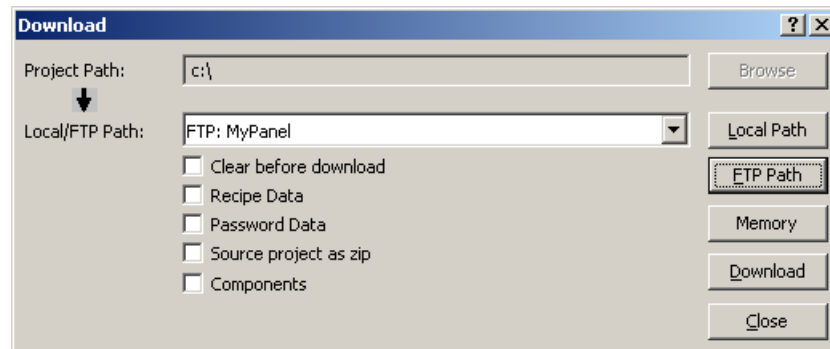 Download
? X
Project Path: c:\ Browse
Local/FTP Path: FTP: MyPanel Local Path
Clear before download FTP Path
Recipe Data
Password Data Memory
Source project as zip
Components Download
Close